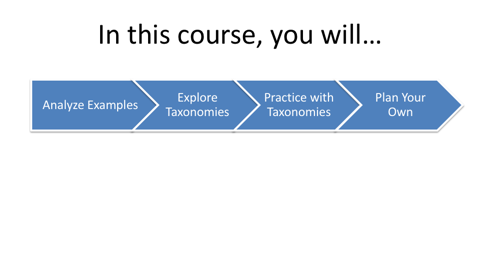 In this course, you will…
Analyze Examples
Explore
Taxonomies
Practice with
Taxonomies
Plan Your
Own